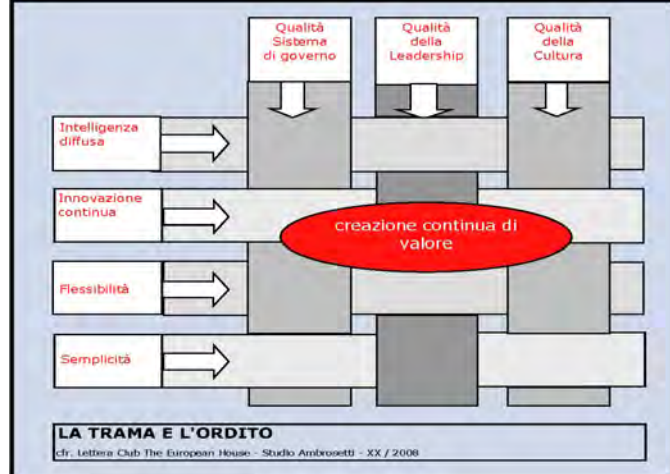 Qualità
Sistema
di governo
Qualità
della
Leadership
Qualità
della
Cultura
Intelligenza
diffusa
Innovazione
continua
creazione continua di
valore
Flessibilità
Semplicità
LA TRAMA E L'ORDITO
cfr. Lettera Club The European House - Studio Ambrosetti - XX / 2008